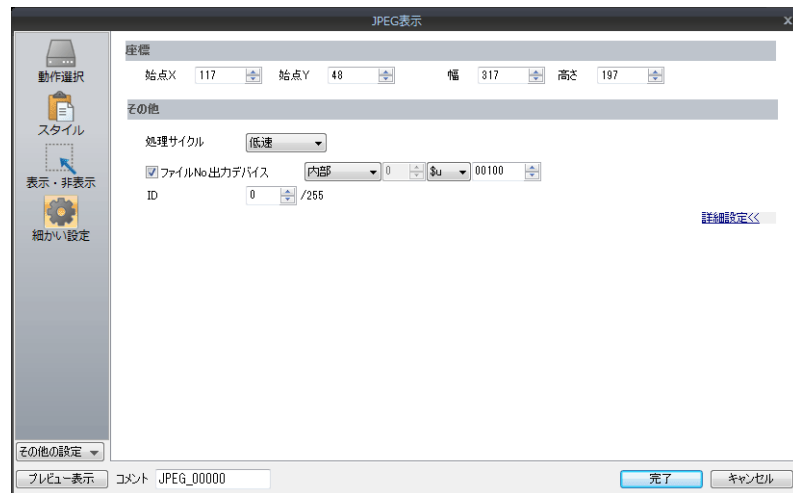 JPEG表示
動作選択
スタイル
表示・非表示
細かい設定
その他の設定
座標
始点X 117 始点Y 48 幅 317 高さ 197
その他
処理サイクル 低速
ファイルNo出力デバイス 内部 0 $u 00100
ID 0 /255
詳細設定<<
プレビュー表示 コメント JPEG_00000 完了 キャンセル